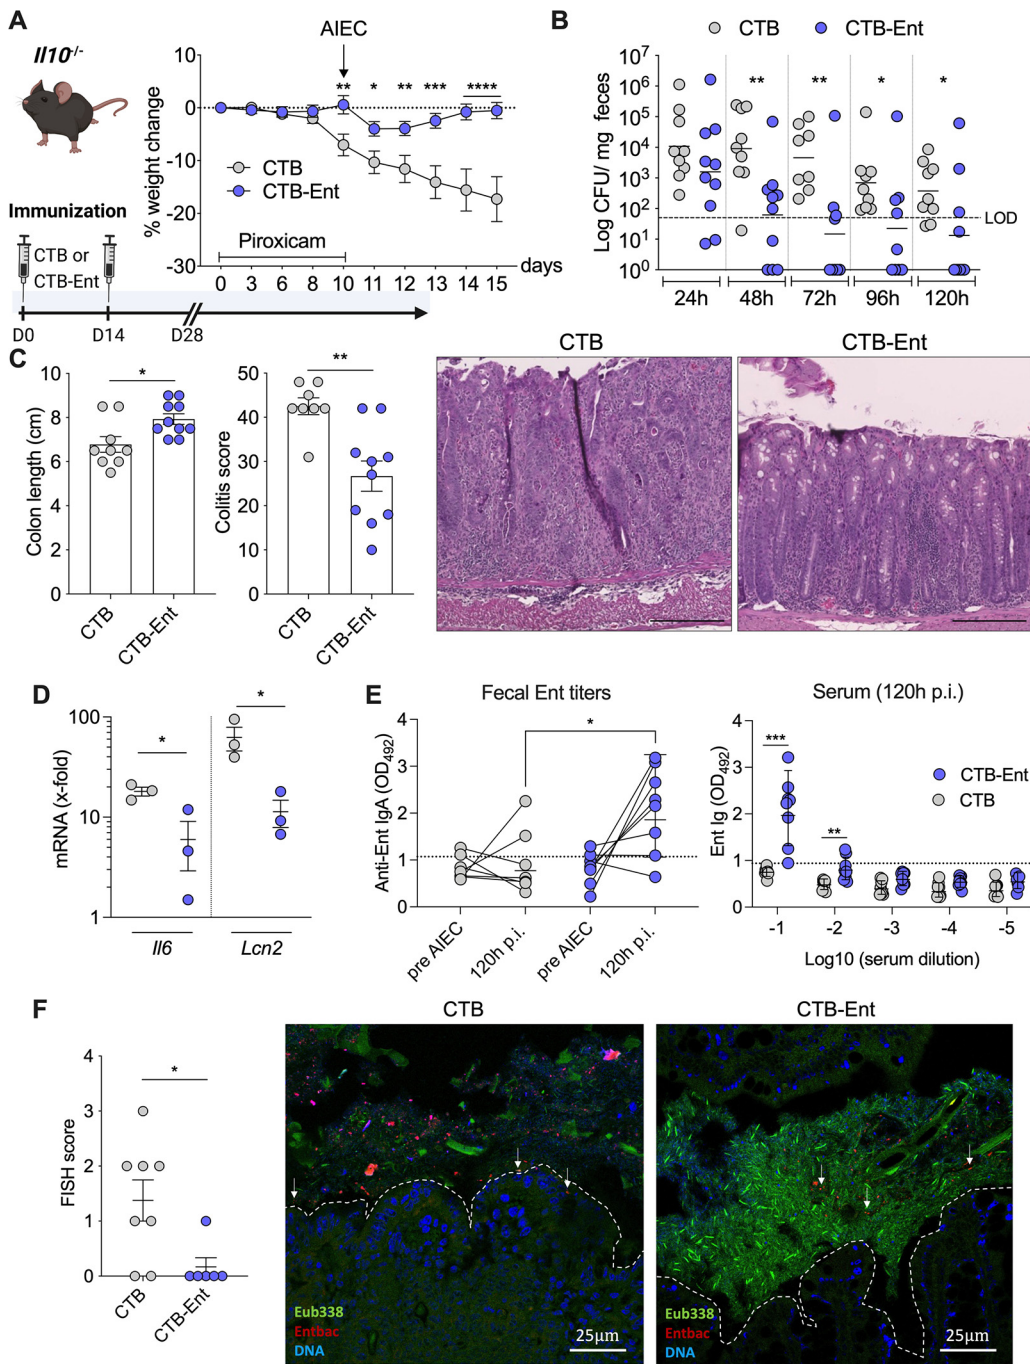 A
Il10-/-
Immunization
CTB or
CTB-Ent
D0
D14
D28
AIEC
% weight change
10
0
-10
-20
-30
** * ** *** ****
CTB
CTB-Ent
Piroxicam
0 3 6 8 10 11 12 13 14 15
days
B
CTB CTB-Ent
Log CFU/ mg feces
10^7
10^6
10^5
10^4
10^3
10^2
10^1
10^0
** ** * *
LOD
24h 48h 72h 96h 120h
C
Colon length (cm)
10
8
6
4
2
0
*
CTB
CTB-Ent
Colitis score
50
40
30
20
10
0
**
CTB
CTB-Ent
CTB
CTB-Ent
D
mRNA (x-fold)
100
10
1
* *
Il6 Lcn2
E
Fecal Ent titers
Anti-Ent IgA (OD492)
4
3
2
1
0
*
pre AIEC
120h p.i.
pre AIEC
120h p.i.
Serum (120h p.i.)
Ent Ig (OD492)
4
3
2
1
0
***
**
CTB-Ent
CTB
-1 -2 -3 -4 -5
Log10 (serum dilution)
F
FISH score
4
3
2
1
0
*
CTB
CTB-Ent
CTB
Eub338
Entbac
DNA
25µm
CTB-Ent
Eub338
Entbac
DNA
25µm